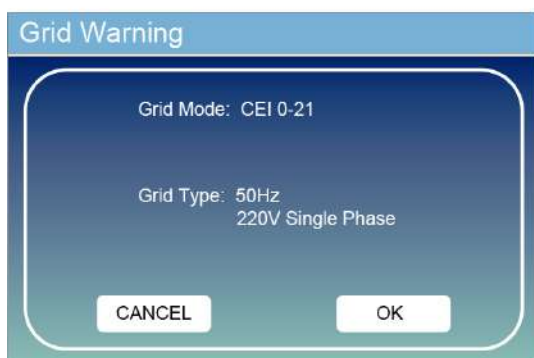 Grid Warning
Grid Mode: CEI 0-21
Grid Type: 50Hz
220V Single Phase
CANCEL OK